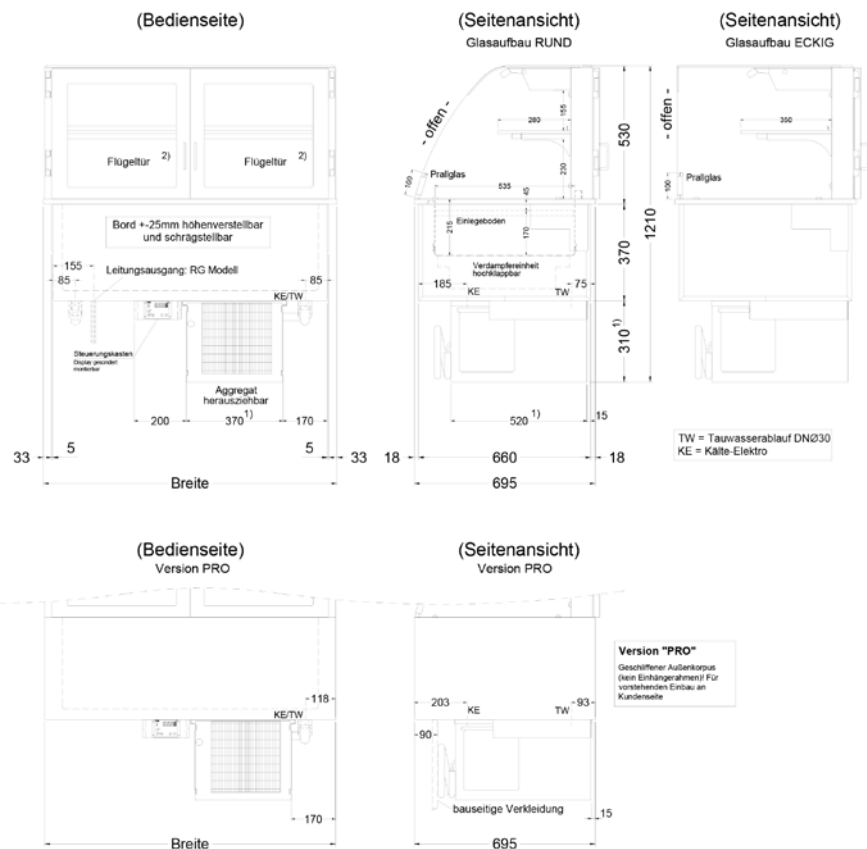 (Bedienseite)
(Seitenansicht)
(Seitenansicht)
Glasaufbau RUND
Glasaufbau ECKIG
- offen -
- offen -
155
280
350
530
Flügeltür 2)
Flügeltür 2)
230
100
Prallglas
100
Prallglas
535
45
Bord +-25mm höhenverstellbar
und schrägstellbar
215
Einlegeboden
170
370
1210
155
Leitungsausgang: RG Modell
Verdampfereinheit
hochklappbar
85
85
185
75
KE/TW
KE
TW
Steuerungskasten
Display gesondert
montierbar
310 1)
Aggregat
herausziehbar
200
370 1)
170
520 1)
15
TW = Tauwasserablauf DNØ30
KE = Kälte-Elektro
33
5
5
33
18
660
18
Breite
695
(Bedienseite)
(Seitenansicht)
Version PRO
Version PRO
Version "PRO"
Geschliffener Außenkorpus
(kein Einhängerahmen)! Für
vorstehenden Einbau an
Kundenseite
118
203
93
KE/TW
KE
TW
90
bauseitige Verkleidung
170
15
Breite
695